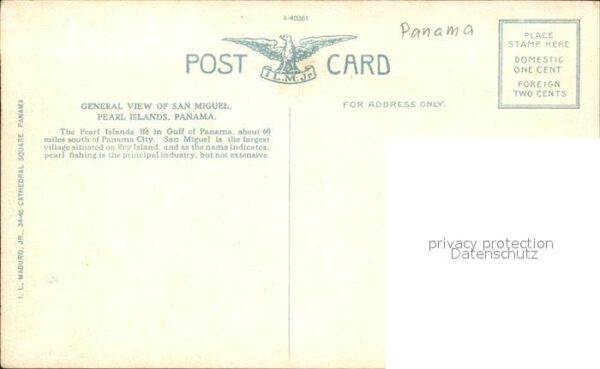 A-40261
Panama
POST CARD
I.L.M.Jr.
PLACE
STAMP HERE
DOMESTIC
ONE CENT
FOREIGN
TWO CENTS
GENERAL VIEW OF SAN MIGUEL,
PEARL ISLANDS, PANAMA.
The Pearl Islands lie in Gulf of Panama, about 60
miles south of Panama City. San Miguel is the largest
village situated on Rey Island, and as the name indicates,
pearl fishing is the principal industry, but not extensive.
FOR ADDRESS ONLY.
I. L. MADURO, JR., 34-46 CATHEDRAL SQUARE, PANAMA
privacy protection
Datenschutz